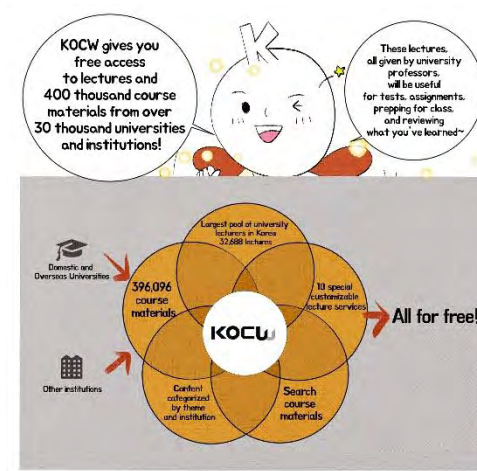 KOCW gives you
free access
to lectures and
400 thousand course
materials from over
30 thousand universities
and institutions!
K
These lectures,
all given by university
professors,
will be useful
for tests, assignments,
prepping for class,
and reviewing
what you've learned~
Largest pool of university
lecturers in Korea
32,688 lectures
Domestic and
Overseas Universities
396,096
course
materials
10 special
customizable
lecture services
KOCW
All for free!
Other institutions
Content
categorized
by theme
and institution
Search
course
materials